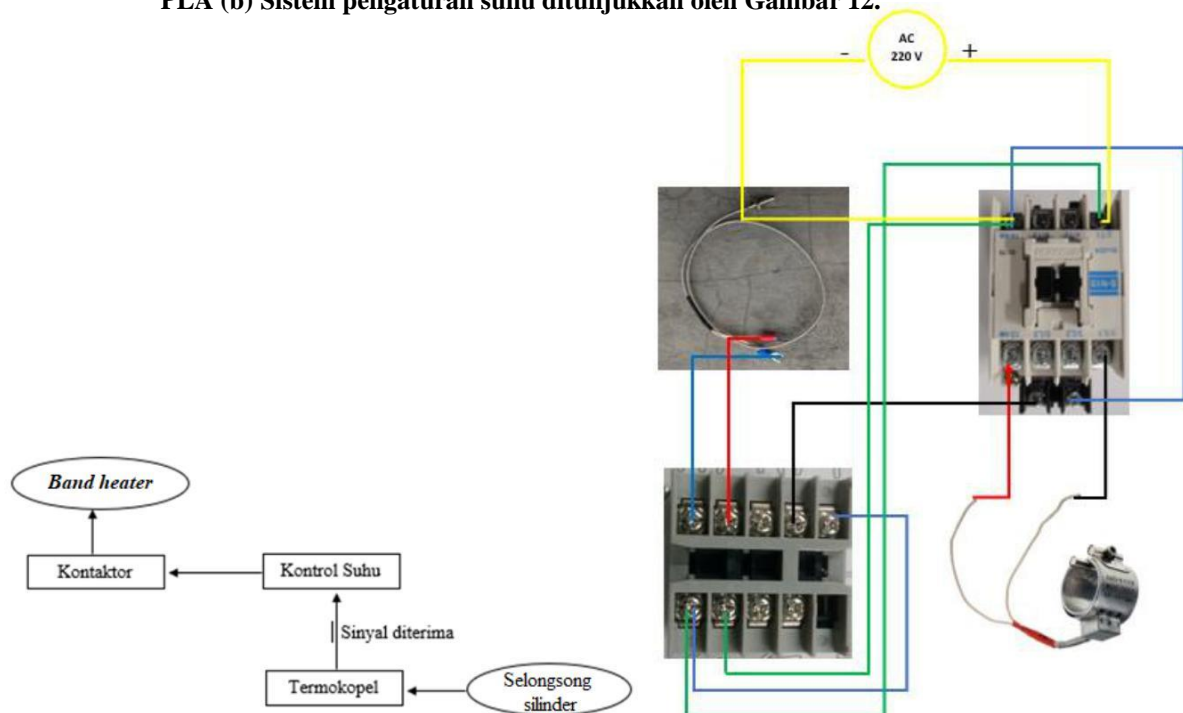 PLA (b) Sistem pengaturan suhu ditunjukkan oleh Gambar 12.
AC
220 V
-
+
Band heater
Kontaktor
Kontrol Suhu
Sinyal diterima
Termokopel
Selongsong
silinder